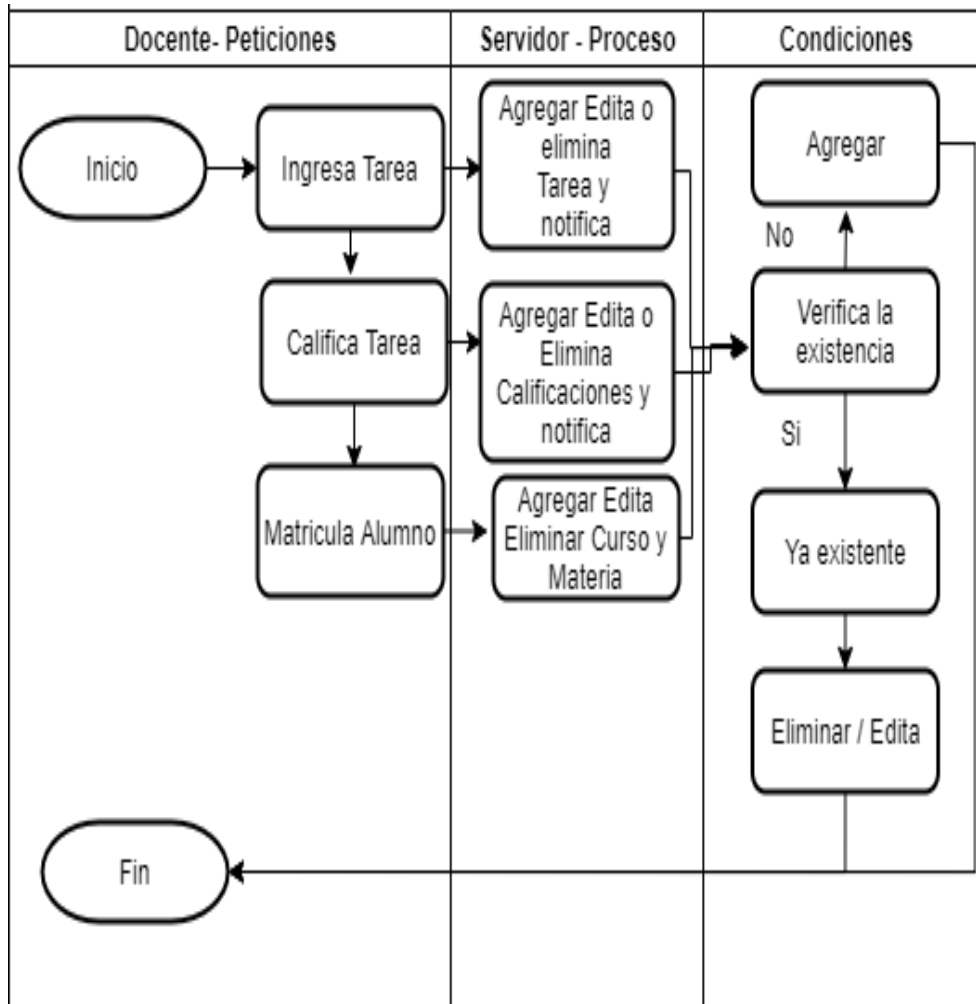 Docente- Peticiones
Servidor - Proceso
Condiciones
Inicio
Ingresa Tarea
Agregar Edita o
elimina
Tarea y
notifica
Agregar
No
Califica Tarea
Agregar Edita o
Elimina
Calificaciones y
notifica
Verifica la
existencia
Si
Matricula Alumno
Agregar Edita
Eliminar Curso y
Materia
Ya existente
Eliminar / Edita
Fin